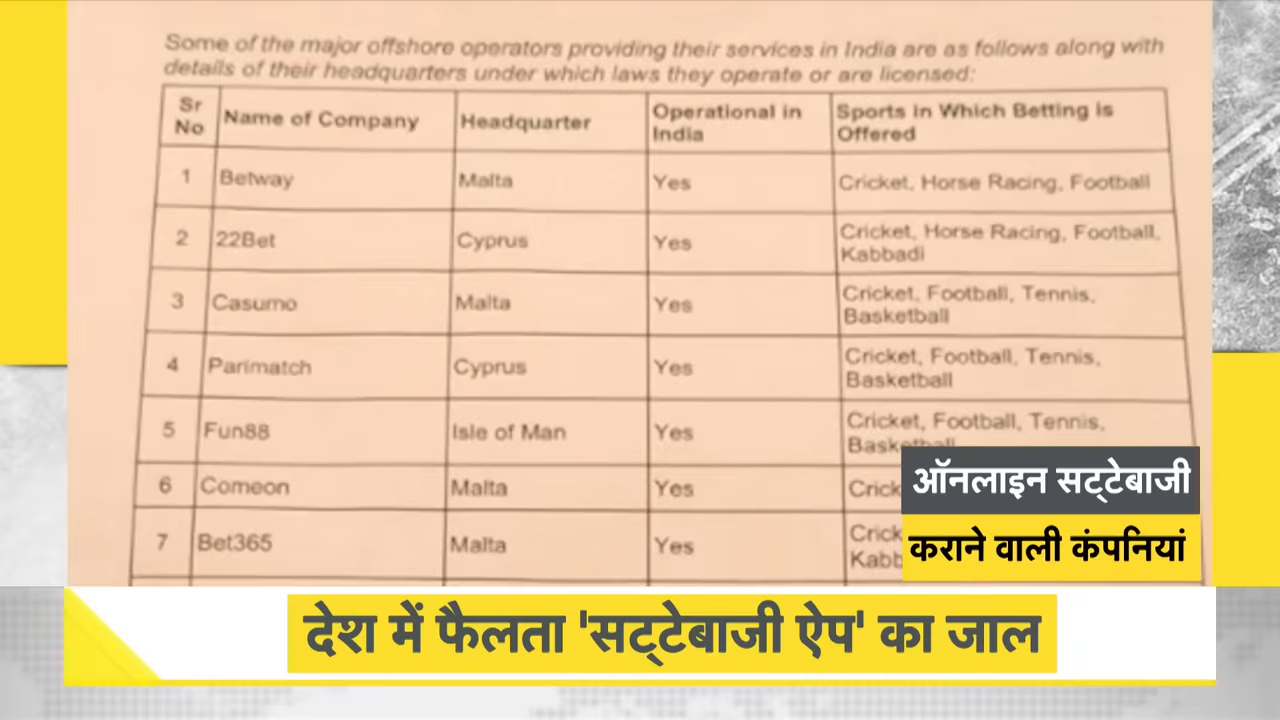 Some of the major offshore operators providing their services in India are as follows along with
details of their headquarters under which laws they operate or are licensed:
Sr No Name of Company Headquarter Operational in India Sports in Which Betting is Offered
1 Betway Malta Yes Cricket, Horse Racing, Football
2 22Bet Cyprus Yes Cricket, Horse Racing, Football, Kabbadi
3 Casumo Malta Yes Cricket, Football, Tennis, Basketball
4 Parimatch Cyprus Yes Cricket, Football, Tennis, Basketball
5 Fun88 Isle of Man Yes Cricket, Football, Tennis, Basketball
6 Comeon Malta Yes
7 Bet365 Malta Yes
ऑनलाइन सट्टेबाजी
कराने वाली कंपनियां
देश में फैलता 'सट्टेबाजी ऐप' का जाल